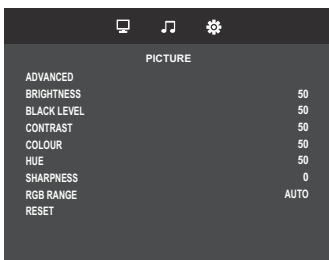 PICTURE
ADVANCED
BRIGHTNESS 50
BLACK LEVEL 50
CONTRAST 50
COLOUR 50
HUE 50
SHARPNESS 0
RGB RANGE AUTO
RESET